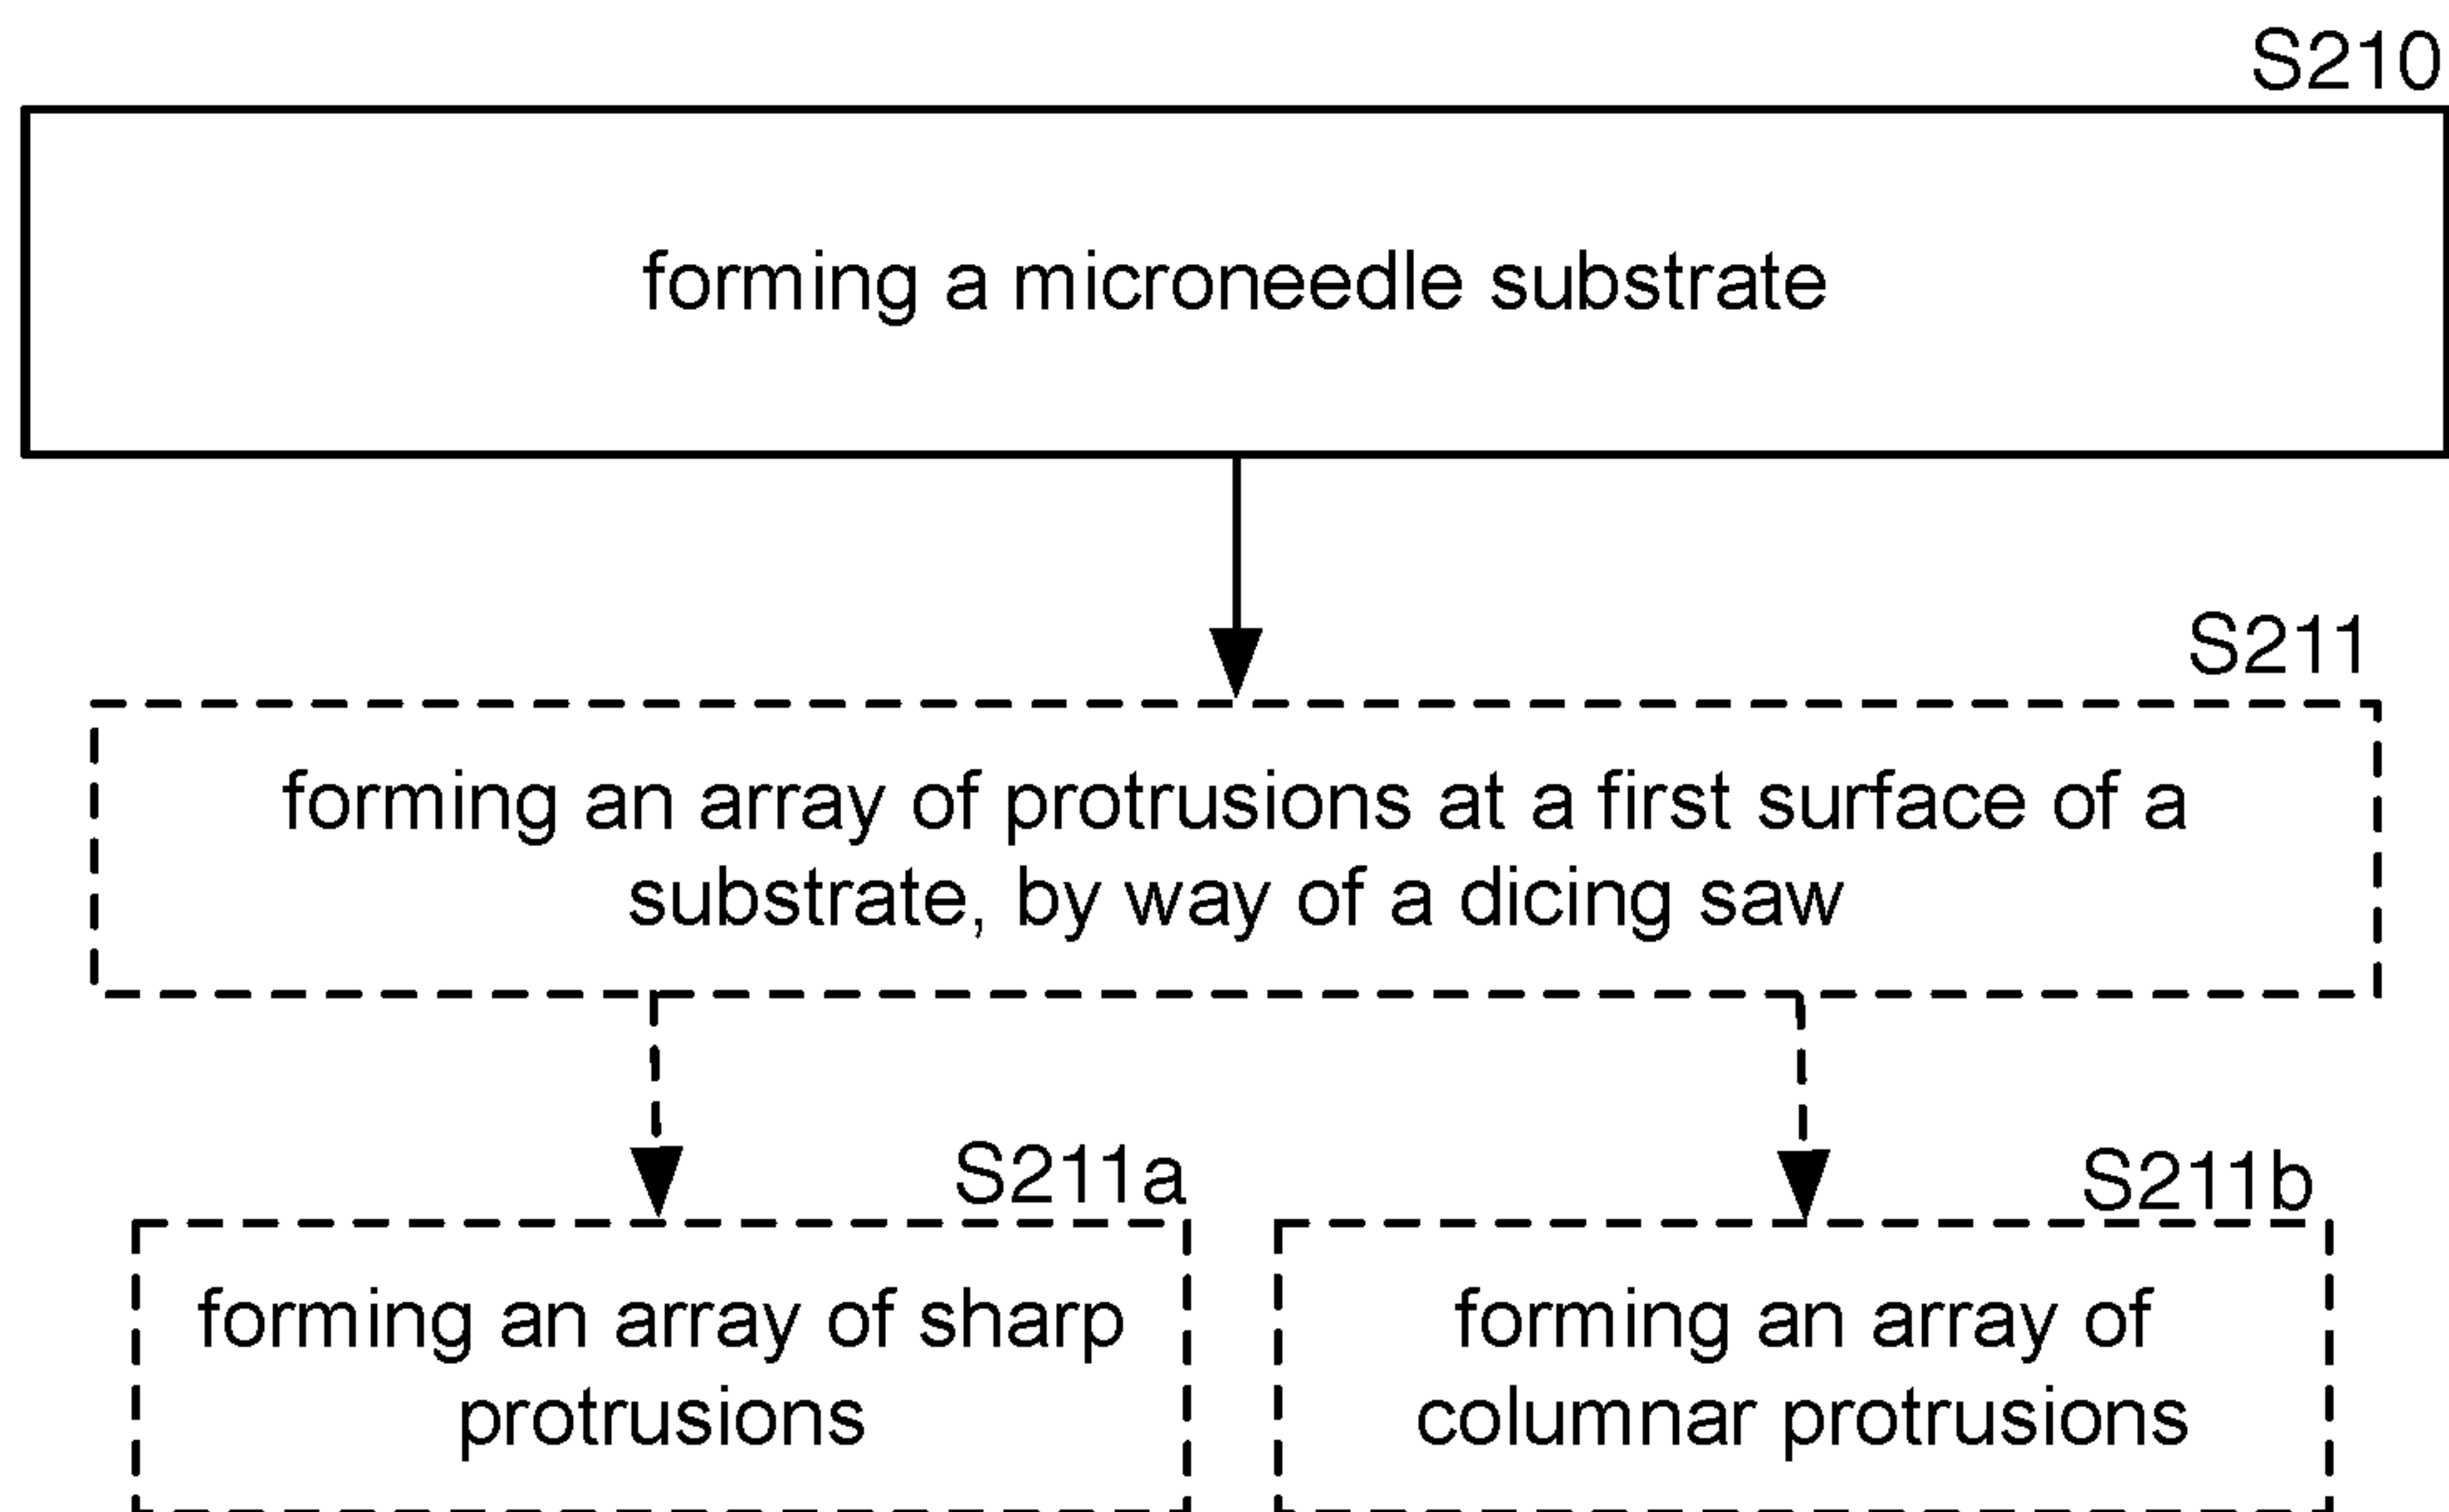 S210
forming a microneedle substrate
S211
forming an array of protrusions at a first surface of a
substrate, by way of a dicing saw
S211a
forming an array of sharp
protrusions
S211b
forming an array of
columnar protrusions